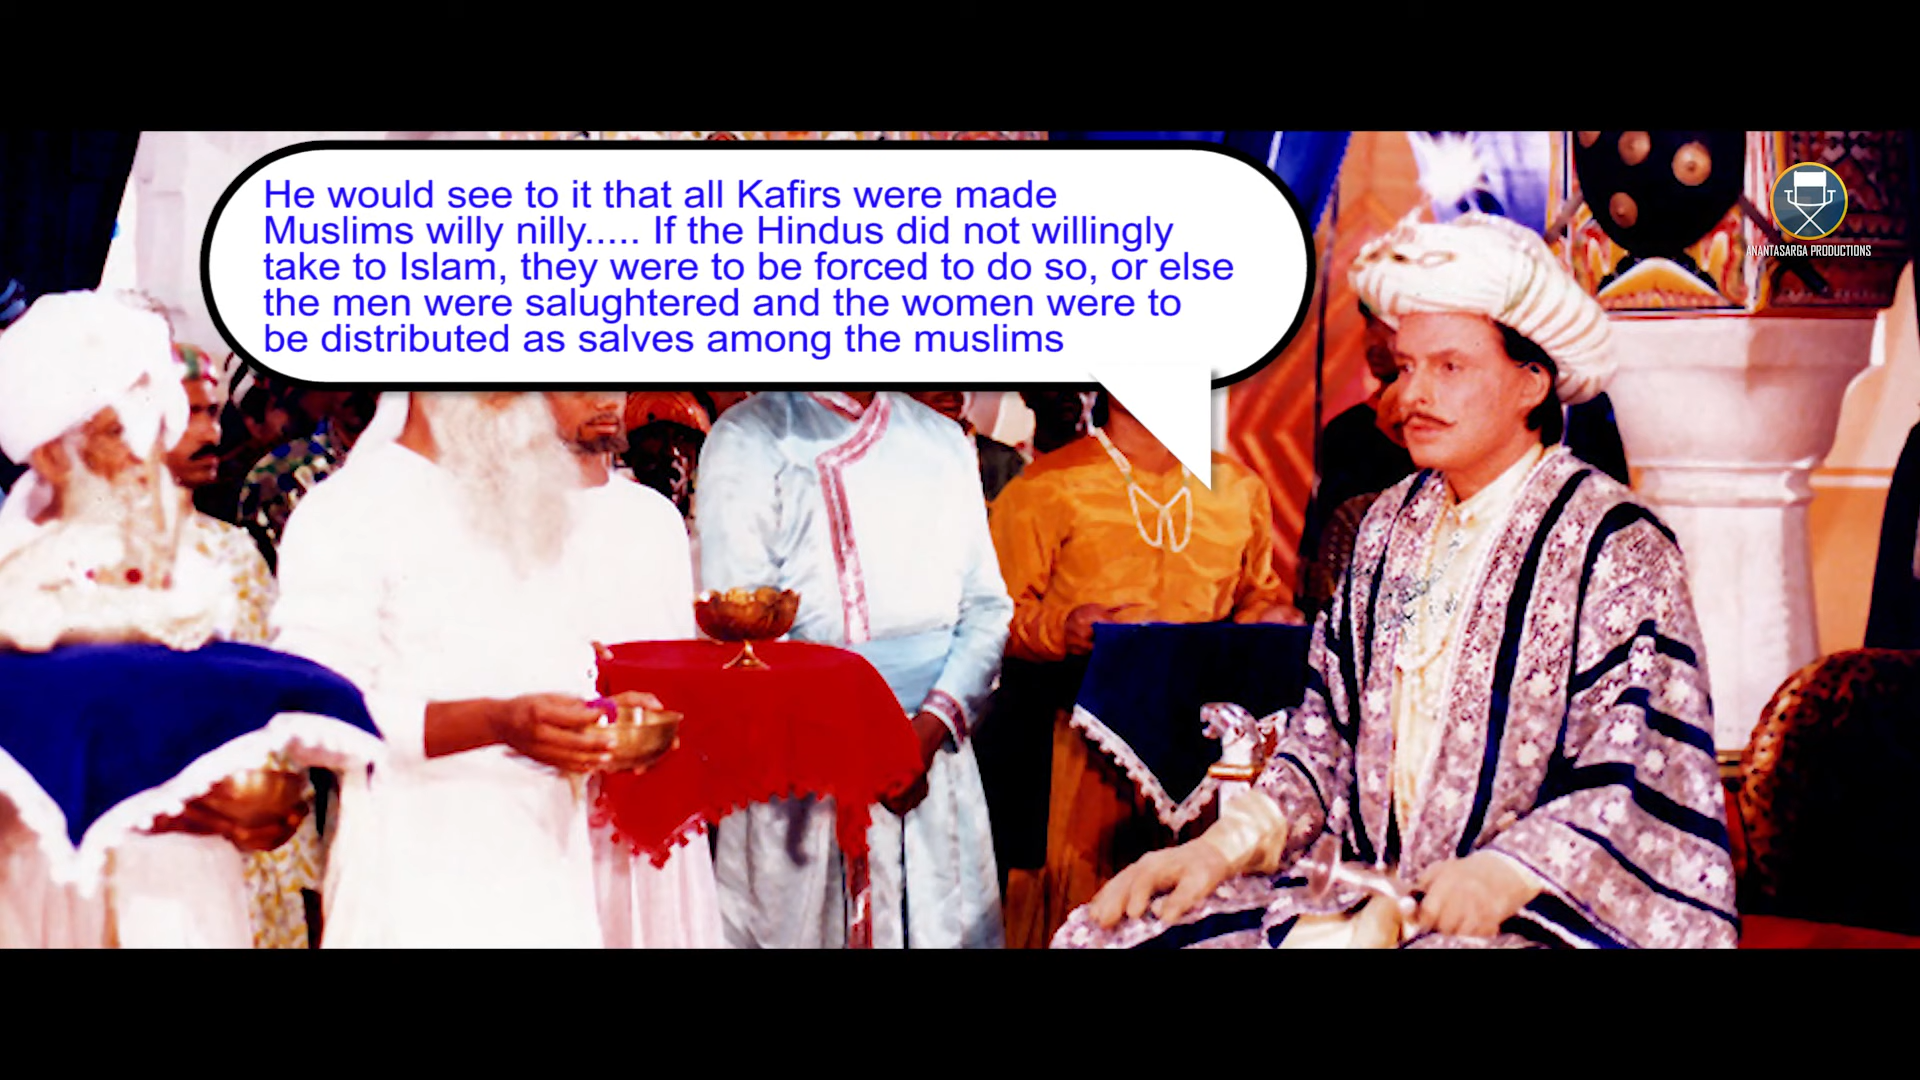 He would see to it that all Kafirs were made
Muslims willy nilly..... If the Hindus did not willingly
take to Islam, they were to be forced to do so, or else
the men were salughtered and the women were to
be distributed as salves among the muslims
ANANTASARGA PRODUCTIONS